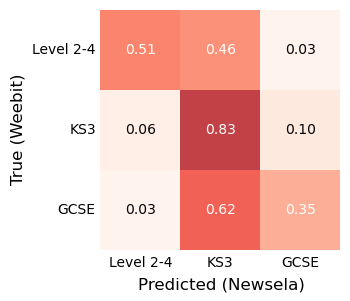 Level 2-4 0.51 0.46 0.03
KS3 0.06 0.83 0.10
GCSE 0.03 0.62 0.35
Level 2-4 KS3 GCSE
Predicted (Newsela)
True (Weebit)